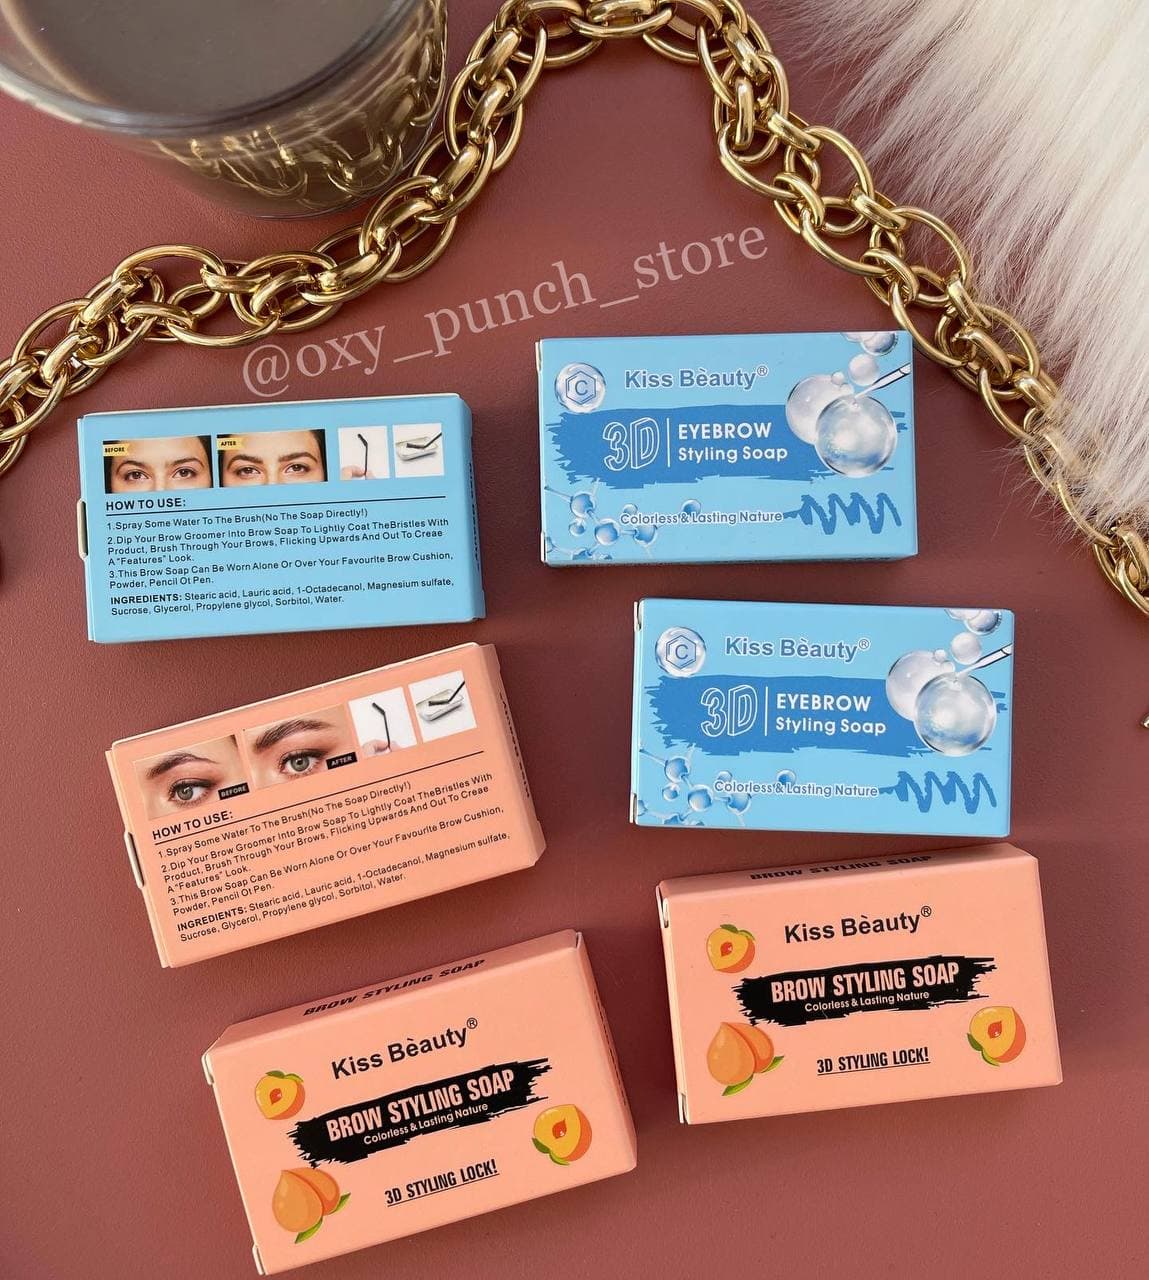 @oxy_punch_store
BEFORE
AFTER
HOW TO USE:
1.Spray Some Water To The Brush(No The Soap Directly!)
2.Dip Your Brow Groomer Into Brow Soap To Lightly Coat TheBristles With
Product, Brush Through Your Brows, Flicking Upwards And Out To Creae
A "Features" Look.
3.This Brow Soap Can Be Worn Alone Or Over Your Favourlte Brow Cushion,
Powder, Pencil Ot Pen.
INGREDIENTS: Stearic acid, Lauric acid, 1-Octadecanol, Magnesium sulfate,
Sucrose, Glycerol, Propylene glycol, Sorbitol, Water.
C
Kiss Bèauty®
3D
EYEBROW
Styling Soap
Colorless & Lasting Nature
C
Kiss Bèauty®
3D
EYEBROW
Styling Soap
Colorless & Lasting Nature
BEFORE
AFTER
HOW TO USE:
1.Spray Some Water To The Brush(No The Soap Directly!)
2.Dip Your Brow Groomer Into Brow Soap To Lightly Coat TheBristles With
Product, Brush Through Your Brows, Flicking Upwards And Out To Creae
A "Features" Look.
3.This Brow Soap Can Be Worn Alone Or Over Your Favourite Brow Cushion,
Powder, Pencil Ot Pen.
INGREDIENTS: Stearic acid, Lauric acid, 1-Octadecanol, Magnesium sulfate,
Sucrose, Glycerol, Propylene glycol, Sorbitol, Water.
BROW STYLING SOAP
Kiss Bèauty®
BROW STYLING SOAP
Colorless & Lasting Nature
3D STYLING LOCK!
BROW STYLING SOAP
Kiss Bèauty®
BROW STYLING SOAP
Colorless & Lasting Nature
3D STYLING LOCK!